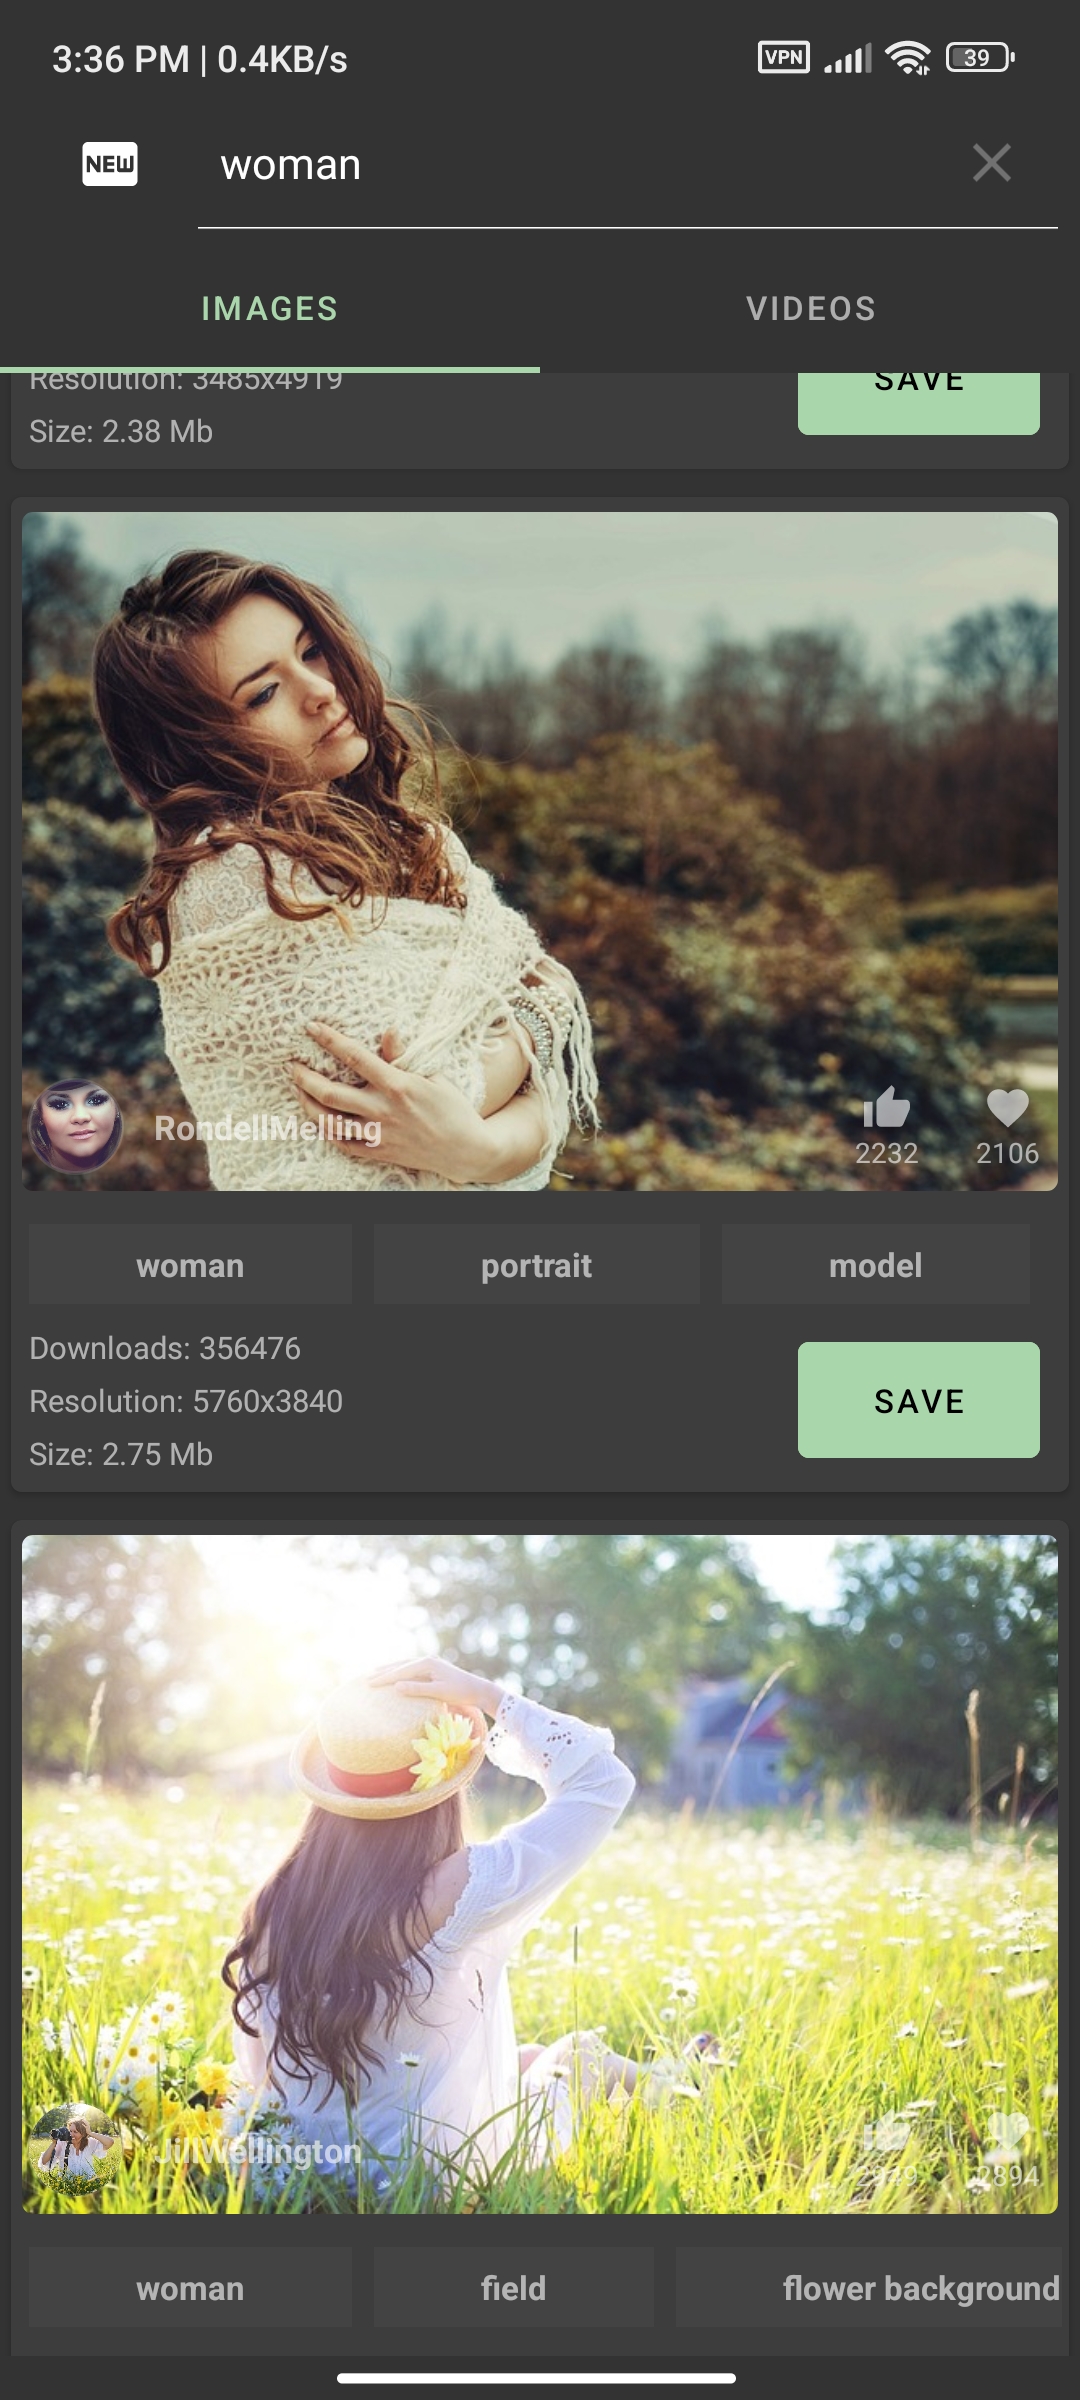 3:36 PM | 0.4KB/s
VPN
39
NEW
woman
IMAGES
VIDEOS
Resolution: 3485x4919
SAVE
Size: 2.38 Mb
RondellMelling
2232
2106
woman
portrait
model
Downloads: 356476
Resolution: 5760x3840
SAVE
Size: 2.75 Mb
JillWellington
2894
woman
field
flower background